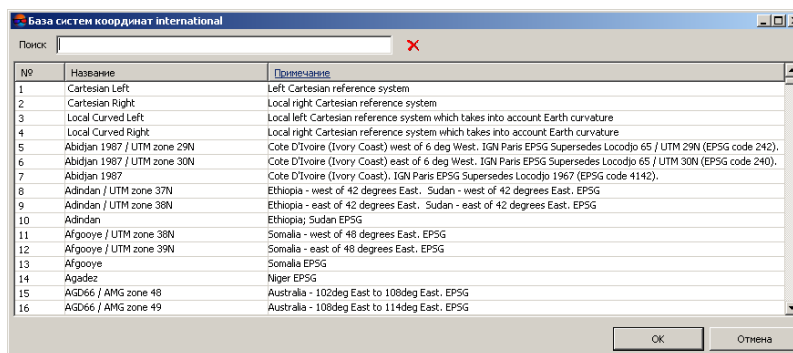 База систем координат international
Поиск
№ Название Примечание
1 Cartesian Left Left Cartesian reference system
2 Cartesian Right Local right Cartesian reference system
3 Local Curved Left Local left Cartesian reference system which takes into account Earth curvature
4 Local Curved Right Local right Cartesian reference system which takes into account Earth curvature
5 Abidjan 1987 / UTM zone 29N Cote D'Ivoire (Ivory Coast) west of 6 deg West. IGN Paris EPSG Supersedes Locodjo 65 / UTM 29N (EPSG code 242).
6 Abidjan 1987 / UTM zone 30N Cote D'Ivoire (Ivory Coast) east of 6 deg West. IGN Paris EPSG Supersedes Locodjo 65 / UTM 30N (EPSG code 240).
7 Abidjan 1987 Cote D'Ivoire (Ivory Coast). IGN Paris EPSG Supersedes Locodjo 1967 (EPSG code 4142).
8 Adindan / UTM zone 37N Ethiopia - west of 42 degrees East. Sudan - west of 42 degrees East. EPSG
9 Adindan / UTM zone 38N Ethiopia - east of 42 degrees East. Sudan - east of 42 degrees East. EPSG
10 Adindan Ethiopia; Sudan EPSG
11 Afgooye / UTM zone 38N Somalia - west of 48 degrees East. EPSG
12 Afgooye / UTM zone 39N Somalia - east of 48 degrees East. EPSG
13 Afgooye Somalia EPSG
14 Agadez Niger EPSG
15 AGD66 / AMG zone 48 Australia - 102deg East to 108deg East. EPSG
16 AGD66 / AMG zone 49 Australia - 108deg East to 114deg East. EPSG
OK Отмена